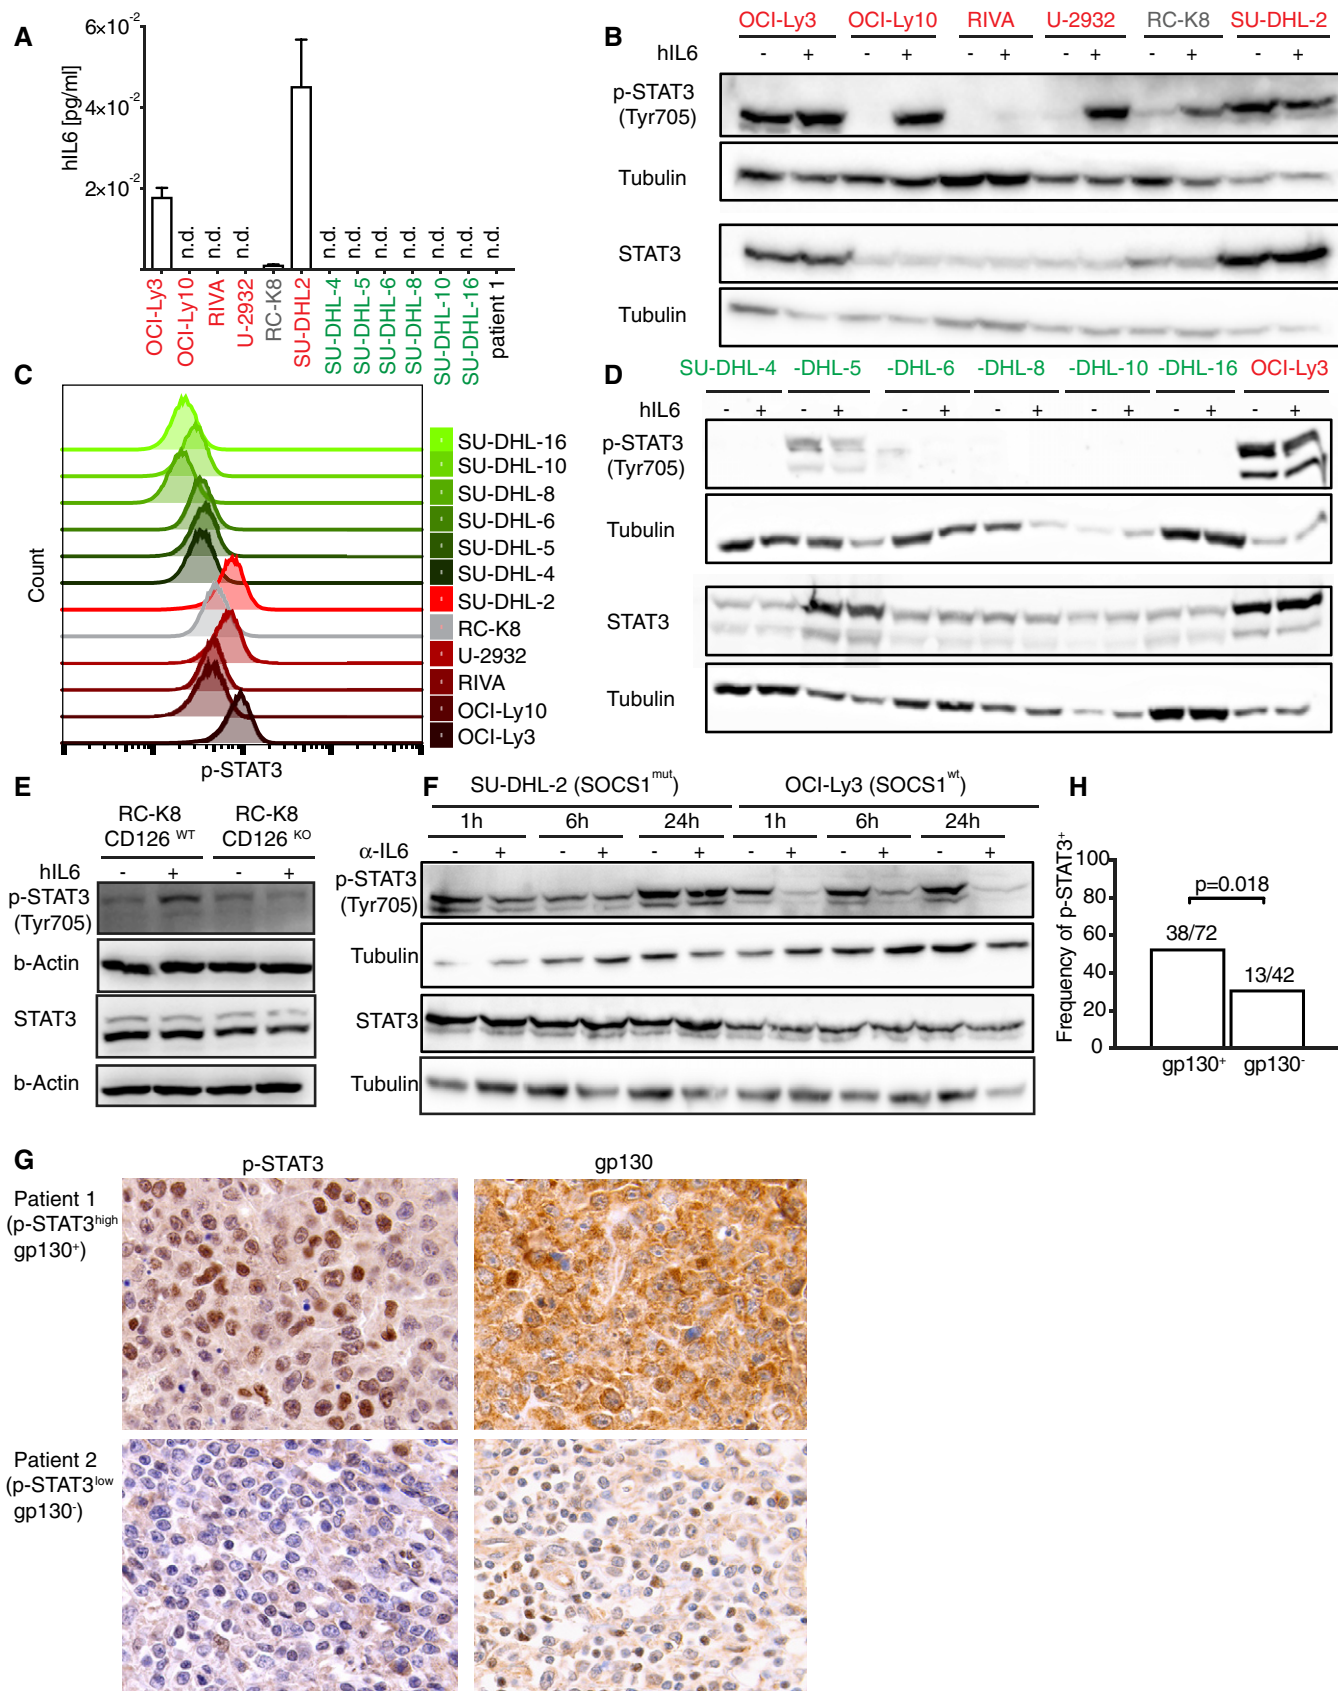 A
hIL6 [pg/ml]
6×10-2
4×10-2
2×10-2
n.d. n.d. n.d. n.d. n.d. n.d. n.d. n.d. n.d. n.d.
OCI-Ly3
OCI-Ly10
RIVA
U-2932
RC-K8
SU-DHL2
SU-DHL-4
SU-DHL-5
SU-DHL-6
SU-DHL-8
SU-DHL-10
SU-DHL-16
patient 1
B
OCI-Ly3 OCI-Ly10 RIVA U-2932 RC-K8 SU-DHL-2
hIL6 - + - + - + - + - + - +
p-STAT3
(Tyr705)
Tubulin
STAT3
Tubulin
C
Count
p-STAT3
SU-DHL-16
SU-DHL-10
SU-DHL-8
SU-DHL-6
SU-DHL-5
SU-DHL-4
SU-DHL-2
RC-K8
U-2932
RIVA
OCI-Ly10
OCI-Ly3
D
SU-DHL-4 -DHL-5 -DHL-6 -DHL-8 -DHL-10 -DHL-16 OCI-Ly3
hIL6 - + - + - + - + - + - + - +
p-STAT3
(Tyr705)
Tubulin
STAT3
Tubulin
E
RC-K8 RC-K8
CD126 WT CD126 KO
hIL6 - + - +
p-STAT3
(Tyr705)
b-Actin
STAT3
b-Actin
F
SU-DHL-2 (SOCS1mut) OCI-Ly3 (SOCS1wt)
1h 6h 24h 1h 6h 24h
α-IL6 - + - + - + - + - + - +
p-STAT3
(Tyr705)
Tubulin
STAT3
Tubulin
H
Frequency of p-STAT3+
100
80
60
40
20
0
p=0.018
38/72
13/42
gp130+ gp130-
G
p-STAT3 gp130
Patient 1
(p-STAT3high
gp130+)
Patient 2
(p-STAT3low
gp130-)